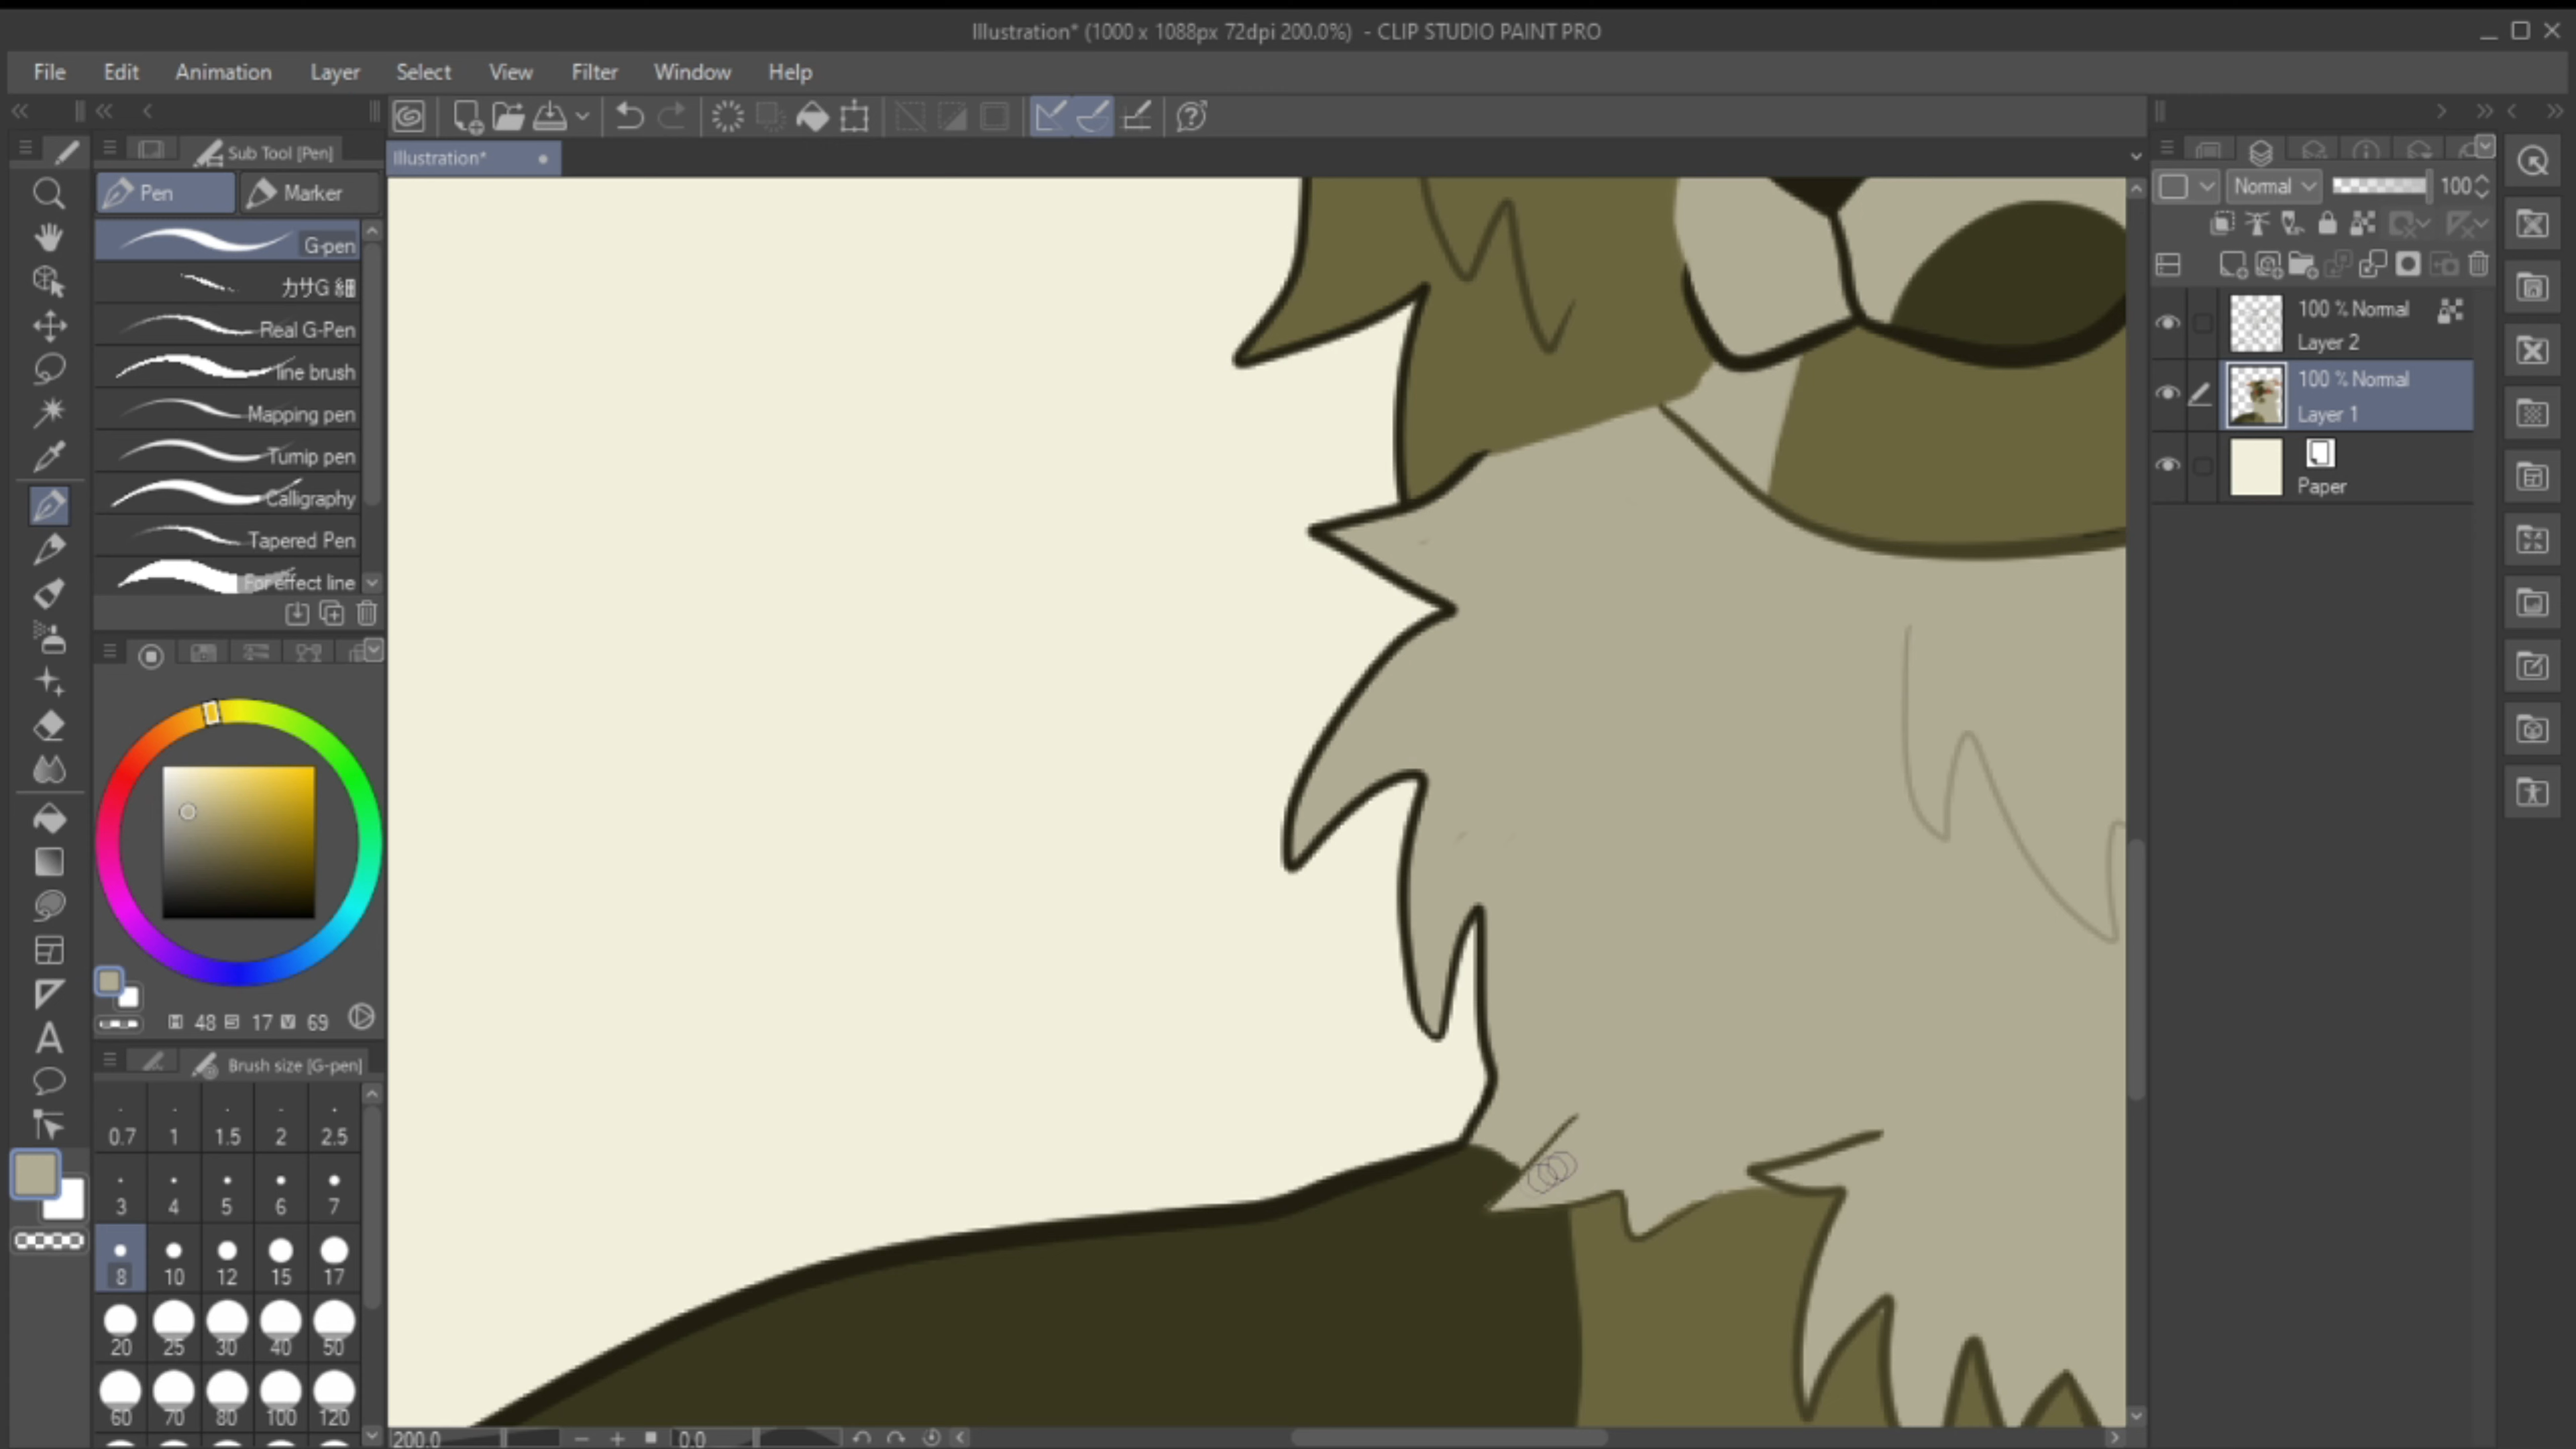 Illustration* (1000 x 1088px 72dpi 200.0%) - CLIP STUDIO PAINT PRO
File Edit Animation Layer Select View Filter Window Help
Sub Tool [Pen]
Illustration*
Pen Marker
G-pen
カサG 細
Real G-Pen
line brush
Mapping pen
Turnip pen
Calligraphy
Tapered Pen
For effect line
H 48 S 17 V 69
Brush size [G-pen]
0.7 1 1.5 2 2.5
3 4 5 6 7
8 10 12 15 17
20 25 30 40 50
60 70 80 100 120
200.0 0.0
Normal 100
100 % Normal
Layer 2
100 % Normal
Layer 1
Paper